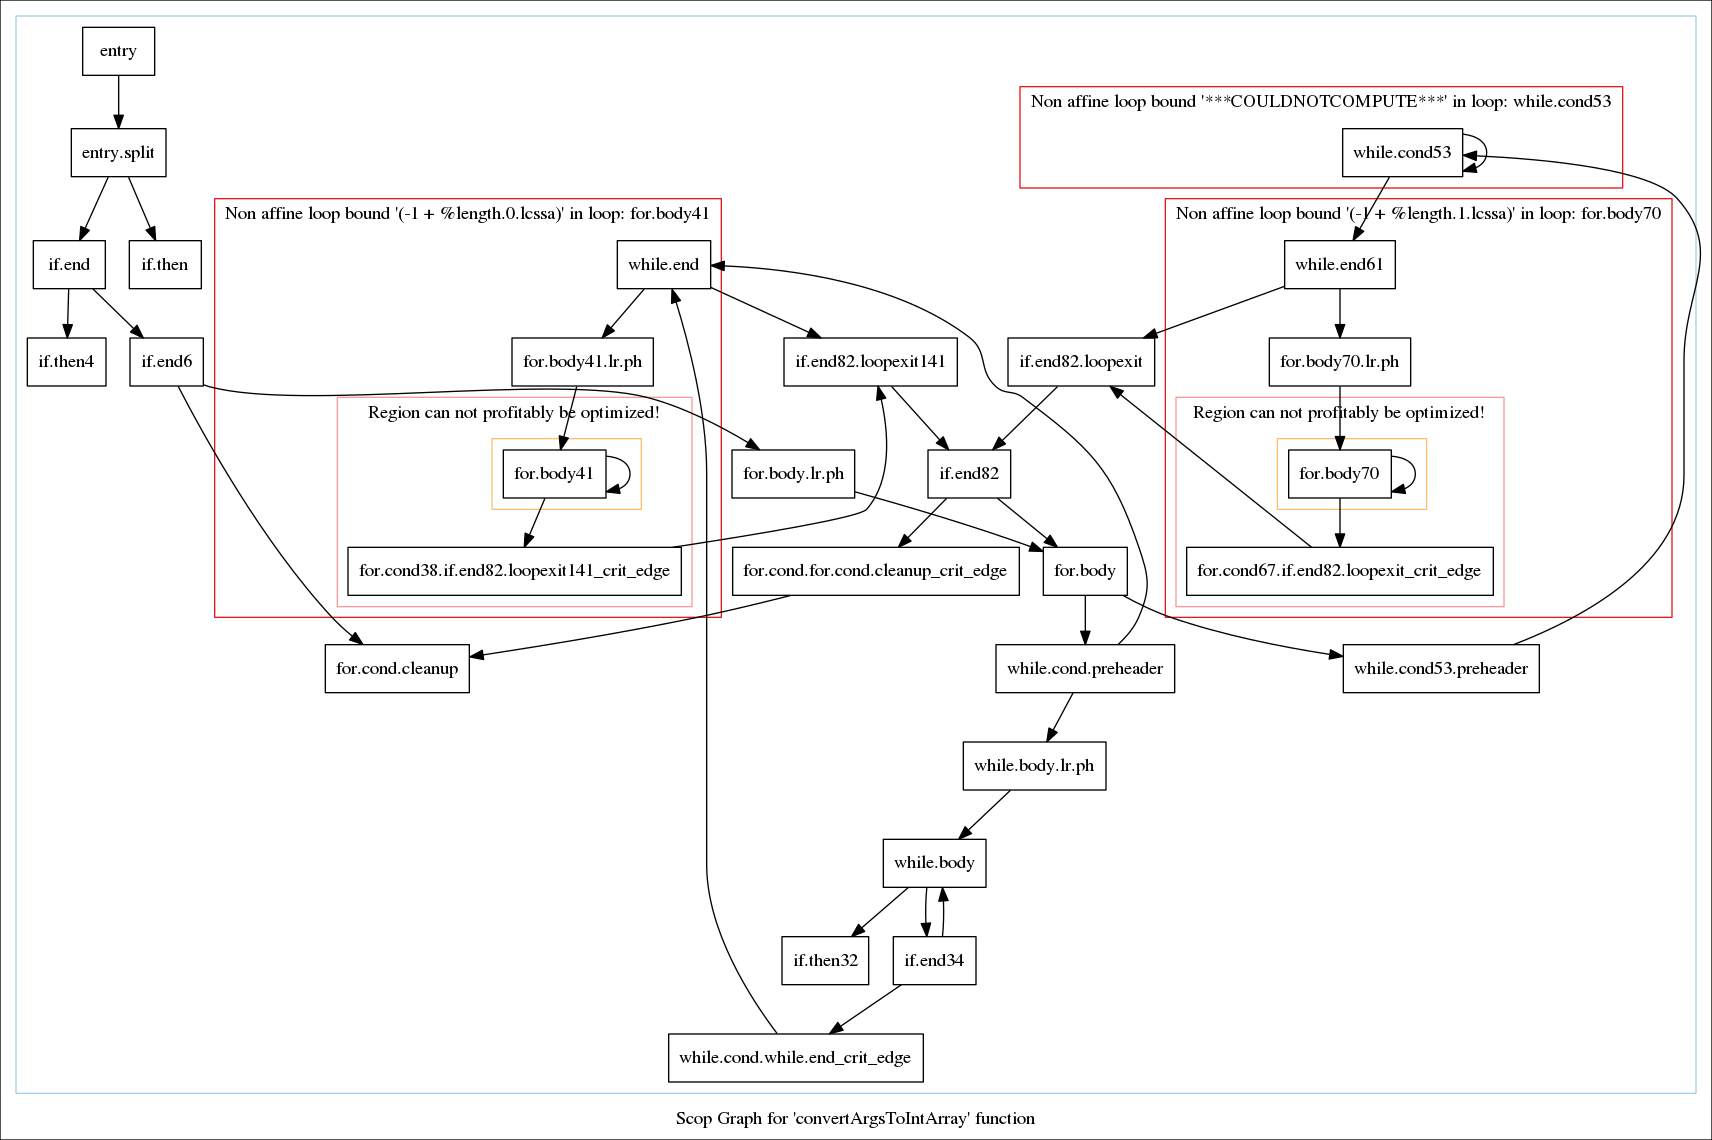 entry
Non affine loop bound '***COULDNOTCOMPUTE***' in loop: while.cond53
entry.split
while.cond53
Non affine loop bound '(-1 + %length.0.lcssa)' in loop: for.body41
Non affine loop bound '(-1 + %length.1.lcssa)' in loop: for.body70
if.end
if.then
while.end
while.end61
if.then4
if.end6
for.body41.lr.ph
if.end82.loopexit141
if.end82.loopexit
for.body70.lr.ph
Region can not profitably be optimized!
Region can not profitably be optimized!
for.body41
for.body.lr.ph
if.end82
for.body70
for.cond38.if.end82.loopexit141_crit_edge
for.cond.for.cond.cleanup_crit_edge
for.body
for.cond67.if.end82.loopexit_crit_edge
for.cond.cleanup
while.cond.preheader
while.cond53.preheader
while.body.lr.ph
while.body
if.then32
if.end34
while.cond.while.end_crit_edge
Scop Graph for 'convertArgsToIntArray' function